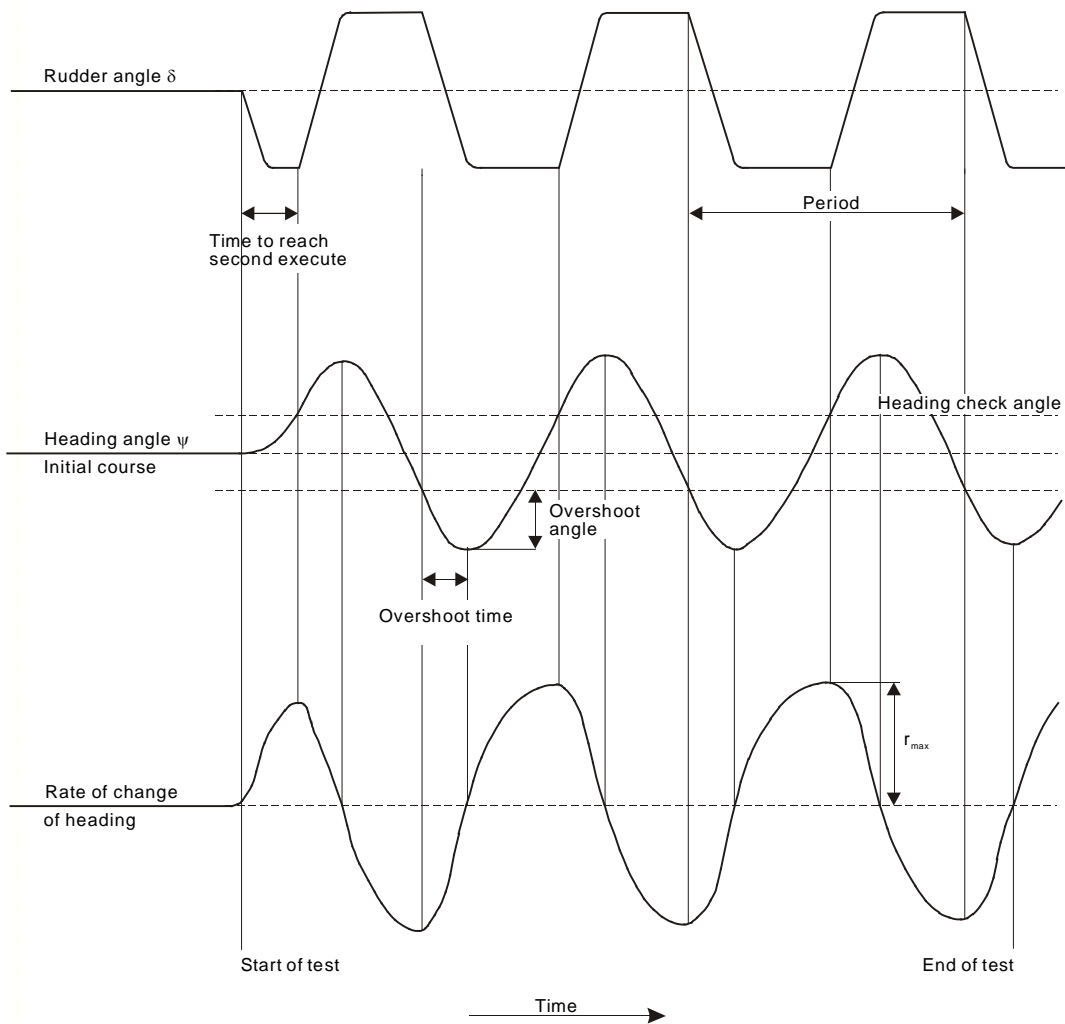 Rudder angle δ
Period
Time to reach
second execute
Heading check angle
Heading angle ψ
Initial course
Overshoot
angle
Overshoot time
r max
Rate of change
of heading
Start of test
End of test
Time